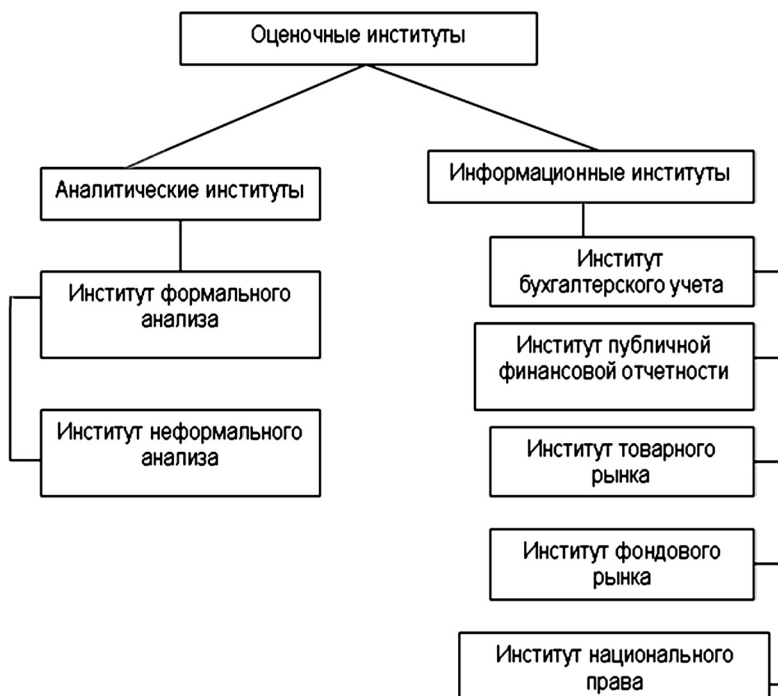 Оценочные институты
Аналитические институты
Институт формального
анализа
Институт неформального
анализа
Информационные институты
Институт
бухгалтерского учета
Институт публичной
финансовой отчетности
Институт товарного
рынка
Институт фондового
рынка
Институт национального
права